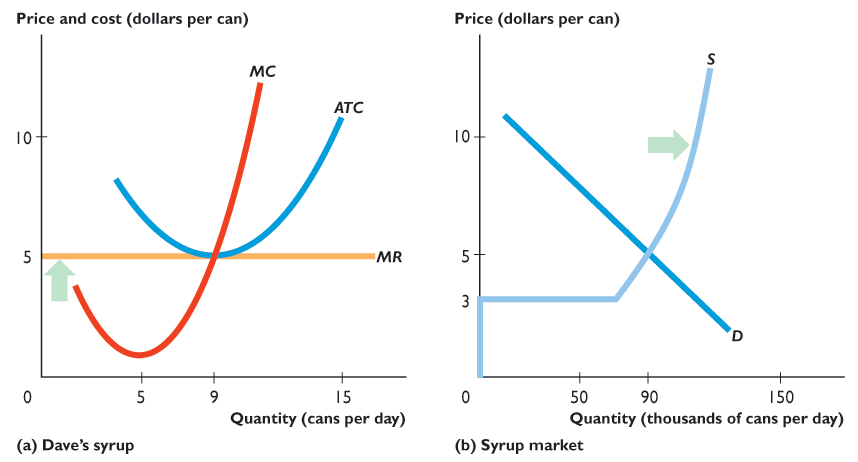 Price and cost (dollars per can)
MC
ATC
10
5
MR
0
5
9
15
Quantity (cans per day)
(a) Dave's syrup
Price (dollars per can)
S
10
5
3
D
0
50
90
150
Quantity (thousands of cans per day)
(b) Syrup market